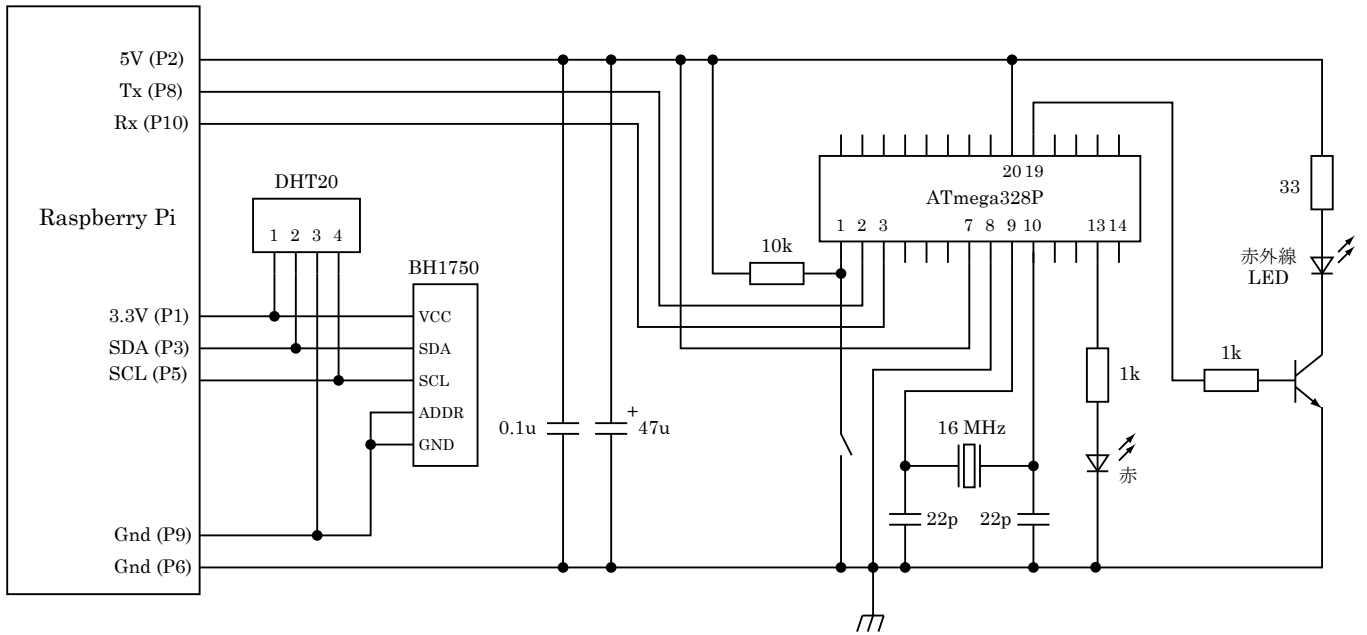 5V (P2)
Tx (P8)
Rx (P10)
Raspberry Pi
3.3V (P1)
SDA (P3)
SCL (P5)
Gnd (P9)
Gnd (P6)
DHT20
1 2 3 4
BH1750
VCC
SDA
SCL
ADDR
GND
0.1u
+
47u
10k
20 19
ATmega328P
1 2 3 7 8 9 10 13 14
16 MHz
22p
22p
1k
赤
1k
33
赤外線
LED